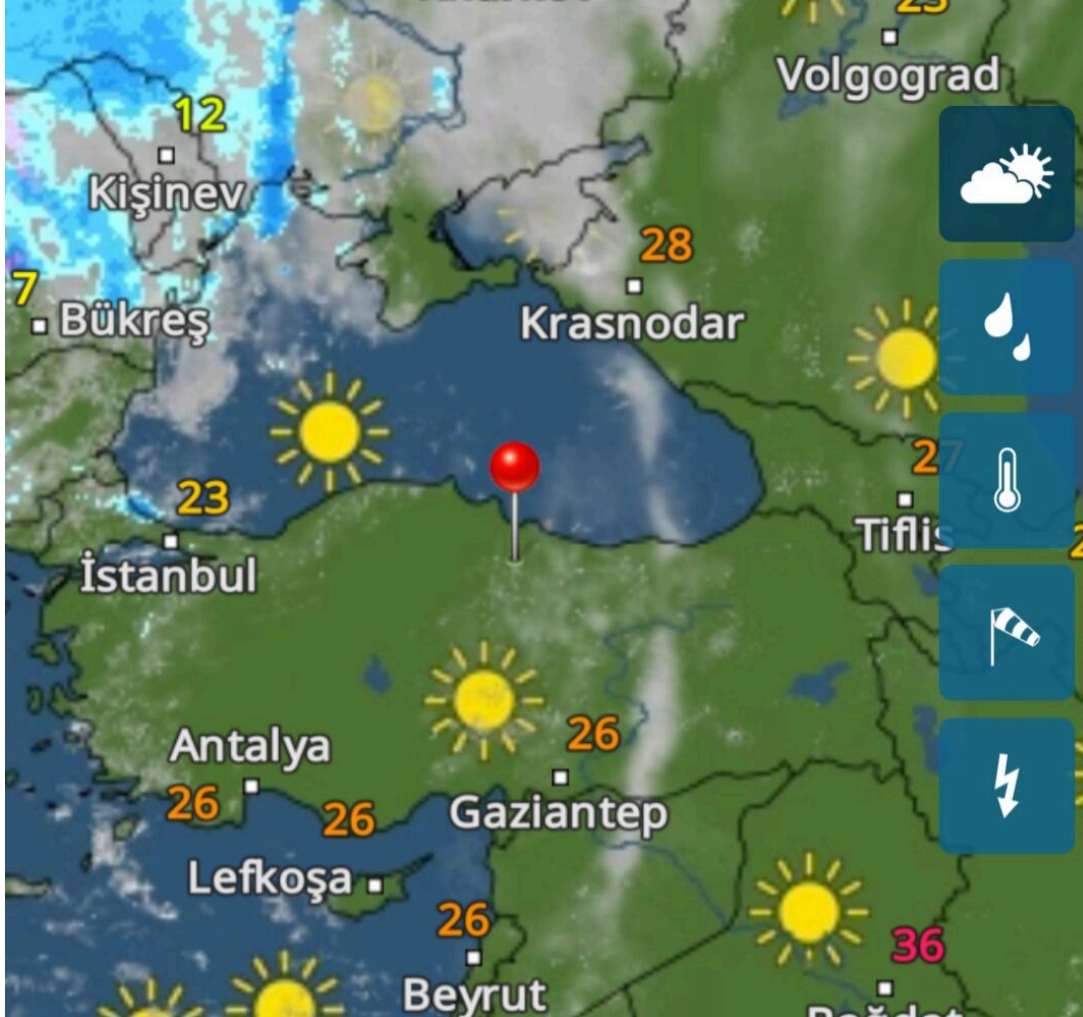 23
Volgograd
12
Kişinev
28
7
Bükreş
Krasnodar
27
23
Tiflis
İstanbul
26
Antalya
26
26
Gaziantep
Lefkoşa
26
36
Beyrut